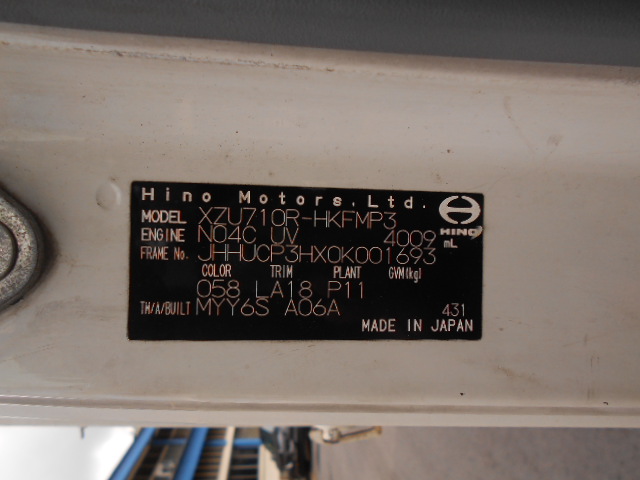 Hino Motors, Ltd.
MODEL XZU710R-HKFMP3
HINO
ENGINE N04C UV 4009 mL
FRAME No. JHHUCP3HX0K001693
COLOR TRIM PLANT GVM(kg)
058 LA18 P11
TM/A/BUILT MYY6S A06A
431
MADE IN JAPAN